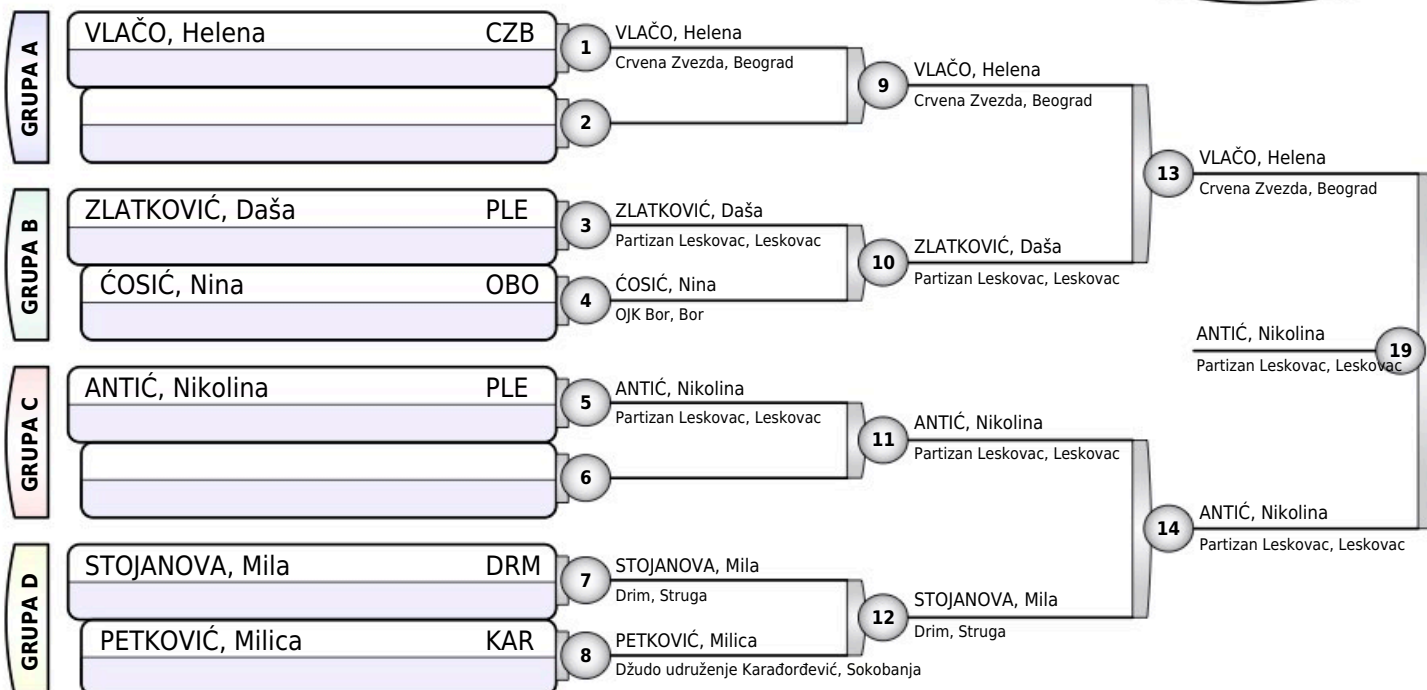 GRUPA A
VLAČO, Helena CZB
1
VLAČO, Helena
Crvena Zvezda, Beograd
2
9
VLAČO, Helena
Crvena Zvezda, Beograd
GRUPA B
ZLATKOVIĆ, Daša PLE
3
ZLATKOVIĆ, Daša
Partizan Leskovac, Leskovac
ĆOSIĆ, Nina OBO
4
ĆOSIĆ, Nina
OJK Bor, Bor
10
ZLATKOVIĆ, Daša
Partizan Leskovac, Leskovac
13
VLAČO, Helena
Crvena Zvezda, Beograd
GRUPA C
ANTIĆ, Nikolina PLE
5
ANTIĆ, Nikolina
Partizan Leskovac, Leskovac
6
11
ANTIĆ, Nikolina
Partizan Leskovac, Leskovac
GRUPA D
STOJANOVA, Mila DRM
7
STOJANOVA, Mila
Drim, Struga
PETKOVIĆ, Milica KAR
8
PETKOVIĆ, Milica
Džudo udruženje Karađorđević, Sokobanja
12
STOJANOVA, Mila
Drim, Struga
14
ANTIĆ, Nikolina
Partizan Leskovac, Leskovac
ANTIĆ, Nikolina
Partizan Leskovac, Leskovac
19